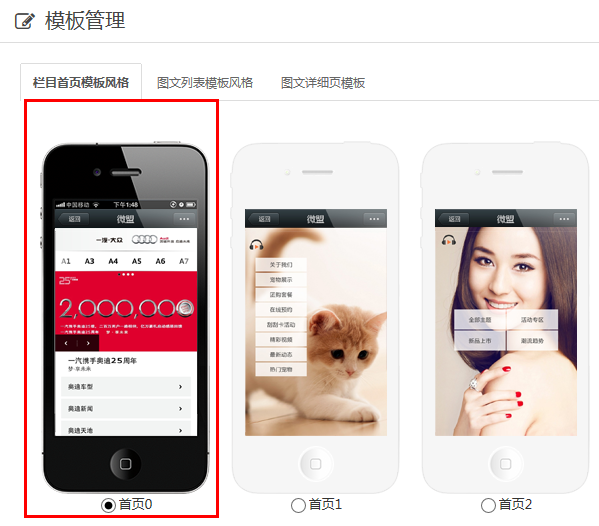 模板管理
栏目首页模板风格
图文列表模板风格
图文详细页模板
中国移动
下午1:48
返回
微盟
一汽-大众
A1 A3 A4 A5 A6 A7
25
2,000,000
一汽携手奥迪25周年
梦·享未来
奥迪车型
奥迪新闻
奥迪天地
首页0
返回
微盟
关于我们
宠物展示
团购套餐
在线预约
刮刮卡活动
精彩视频
最新动态
热门宠物
首页1
返回
微盟
全部主题
活动专区
新品上市
潮流趋势
首页2